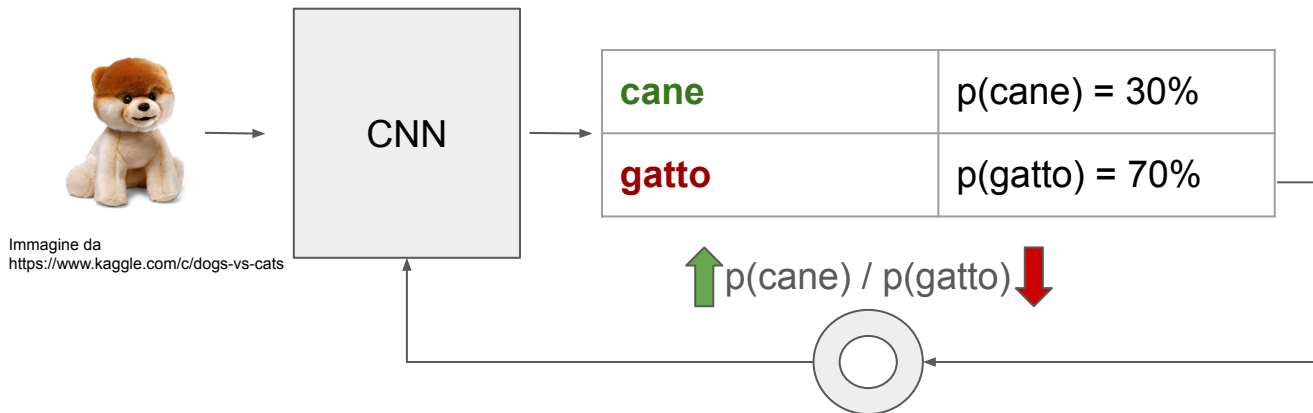 CNN
cane
p(cane) = 30%
gatto
p(gatto) = 70%
Immagine da
https://www.kaggle.com/c/dogs-vs-cats
p(cane) / p(gatto)